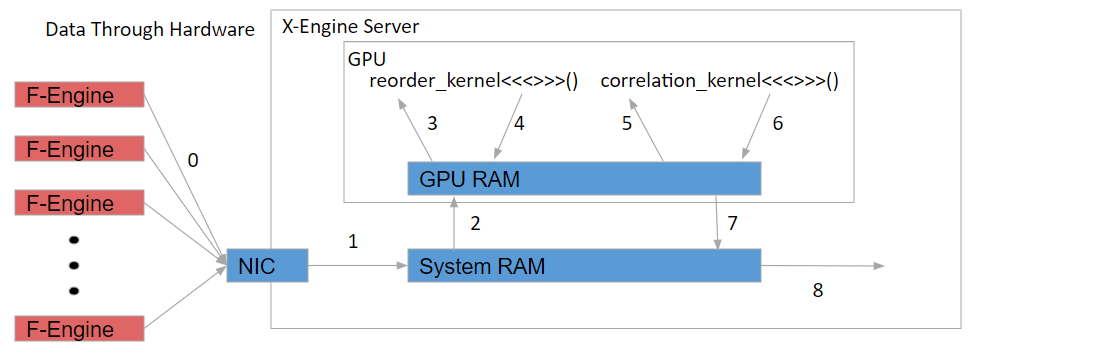 Data Through Hardware
X-Engine Server
GPU
reorder_kernel<<<>>>()
correlation_kernel<<<>>>()
F-Engine
3
4
5
6
F-Engine
0
GPU RAM
F-Engine
2
7
1
NIC
System RAM
8
F-Engine